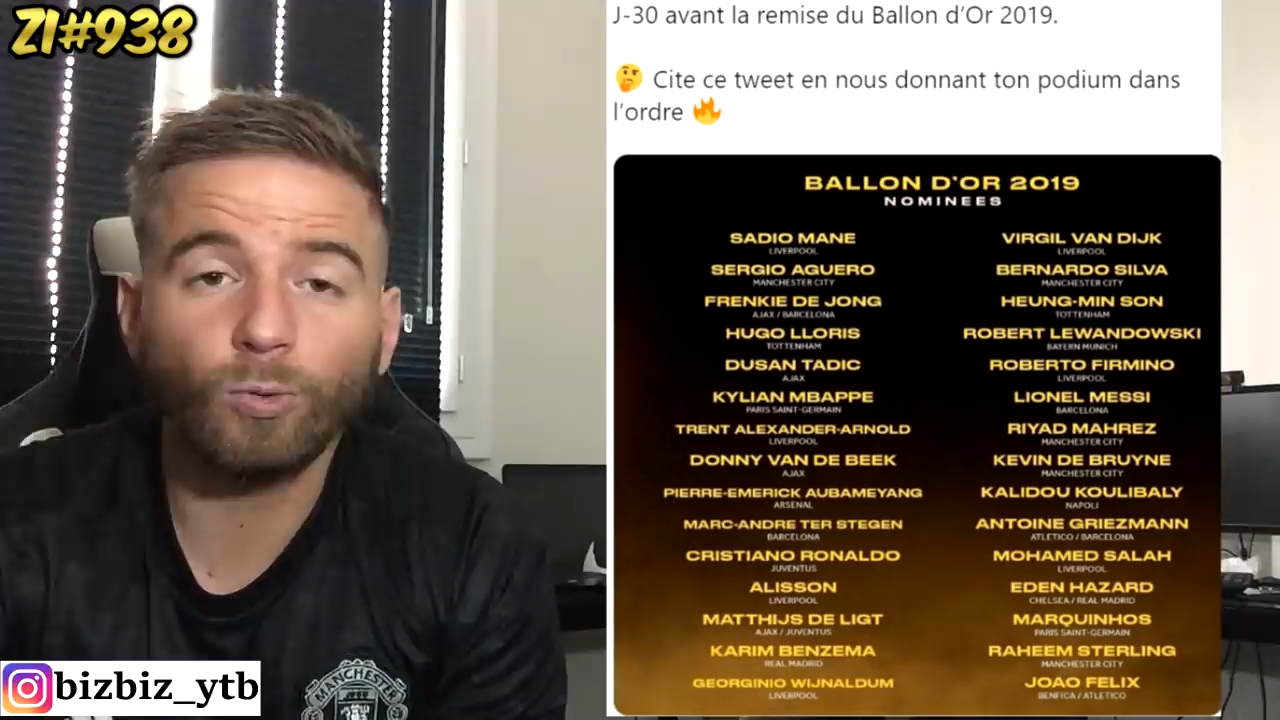 ZI#938
J-30 avant la remise du Ballon d’Or 2019.
🤔 Cite ce tweet en nous donnant ton podium dans
l’ordre 🔥
BALLON D'OR 2019
NOMINEES
SADIO MANE
LIVERPOOL
SERGIO AGUERO
MANCHESTER CITY
FRENKIE DE JONG
AJAX / BARCELONA
HUGO LLORIS
TOTTENHAM
DUSAN TADIC
AJAX
KYLIAN MBAPPE
PARIS SAINT-GERMAIN
TRENT ALEXANDER-ARNOLD
LIVERPOOL
DONNY VAN DE BEEK
AJAX
PIERRE-EMERICK AUBAMEYANG
ARSENAL
MARC-ANDRE TER STEGEN
BARCELONA
CRISTIANO RONALDO
JUVENTUS
ALISSON
LIVERPOOL
MATTHIJS DE LIGT
AJAX / JUVENTUS
KARIM BENZEMA
REAL MADRID
GEORGINIO WIJNALDUM
LIVERPOOL
VIRGIL VAN DIJK
LIVERPOOL
BERNARDO SILVA
MANCHESTER CITY
HEUNG-MIN SON
TOTTENHAM
ROBERT LEWANDOWSKI
BAYERN MUNICH
ROBERTO FIRMINO
LIVERPOOL
LIONEL MESSI
BARCELONA
RIYAD MAHREZ
MANCHESTER CITY
KEVIN DE BRUYNE
MANCHESTER CITY
KALIDOU KOULIBALY
NAPOLI
ANTOINE GRIEZMANN
ATLETICO / BARCELONA
MOHAMED SALAH
LIVERPOOL
EDEN HAZARD
CHELSEA / REAL MADRID
MARQUINHOS
PARIS SAINT-GERMAIN
RAHEEM STERLING
MANCHESTER CITY
JOAO FELIX
BENFICA / ATLETICO
MANCHESTER
bizbiz_ytb